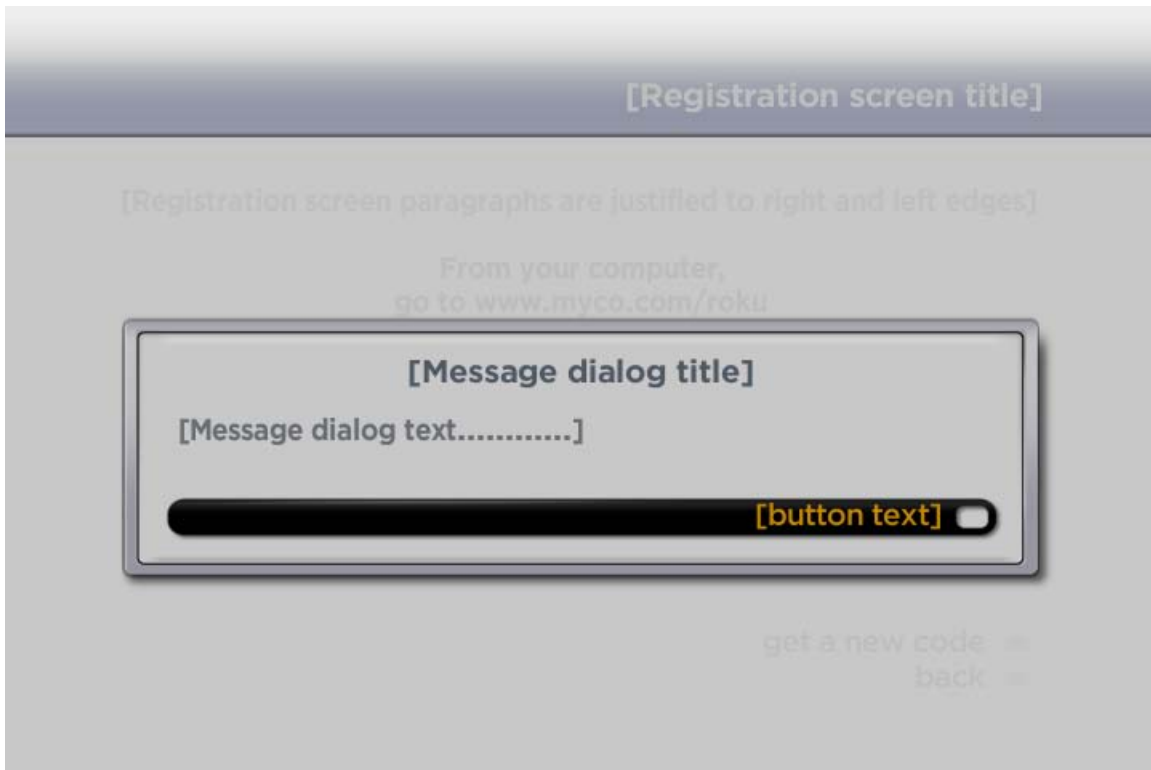 [Registration screen title]
[Registration screen paragraphs are justified to right and left edges]
From your computer,
go to www.myco.com/roku
[Message dialog title]
[Message dialog text............]
[button text]
get a new code
back